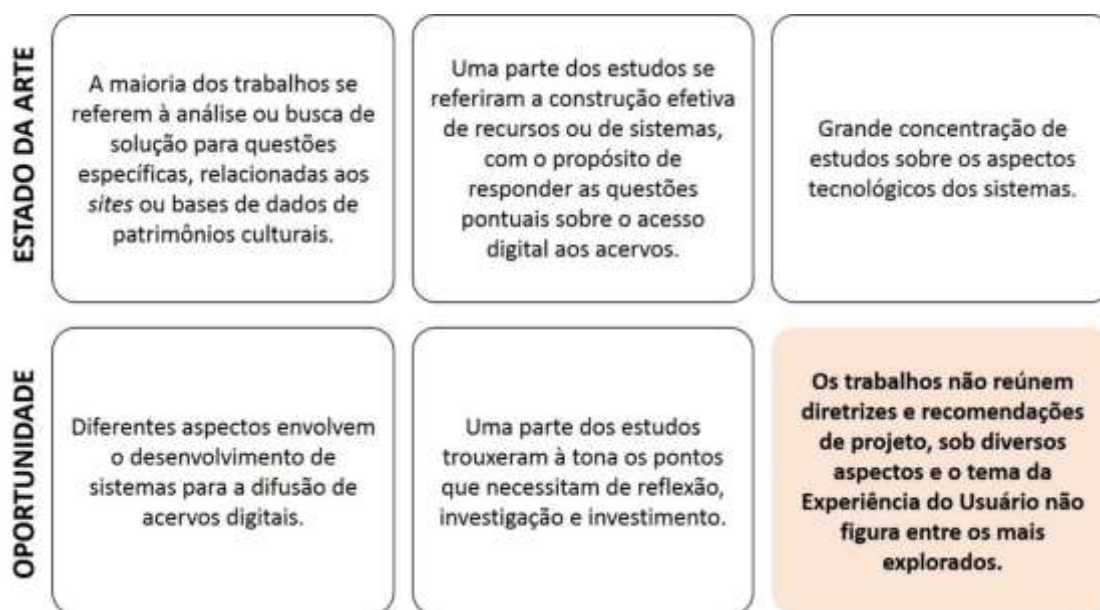 ESTADO DA ARTE
A maioria dos trabalhos se
referem à análise ou busca de
solução para questões
específicas, relacionadas aos
sites ou bases de dados de
patrimônios culturais.
Uma parte dos estudos se
referiram a construção efetiva
de recursos ou de sistemas,
com o propósito de
responder as questões
pontuais sobre o acesso
digital aos acervos.
Grande concentração de
estudos sobre os aspectos
tecnológicos dos sistemas.
OPORTUNIDADE
Diferentes aspectos envolvem
o desenvolvimento de
sistemas para a difusão de
acervos digitais.
Uma parte dos estudos
trouxeram à tona os pontos
que necessitam de reflexão,
investigação e investimento.
Os trabalhos não reúnem
diretrizes e recomendações
de projeto, sob diversos
aspectos e o tema da
Experiência do Usuário não
figura entre os mais
explorados.